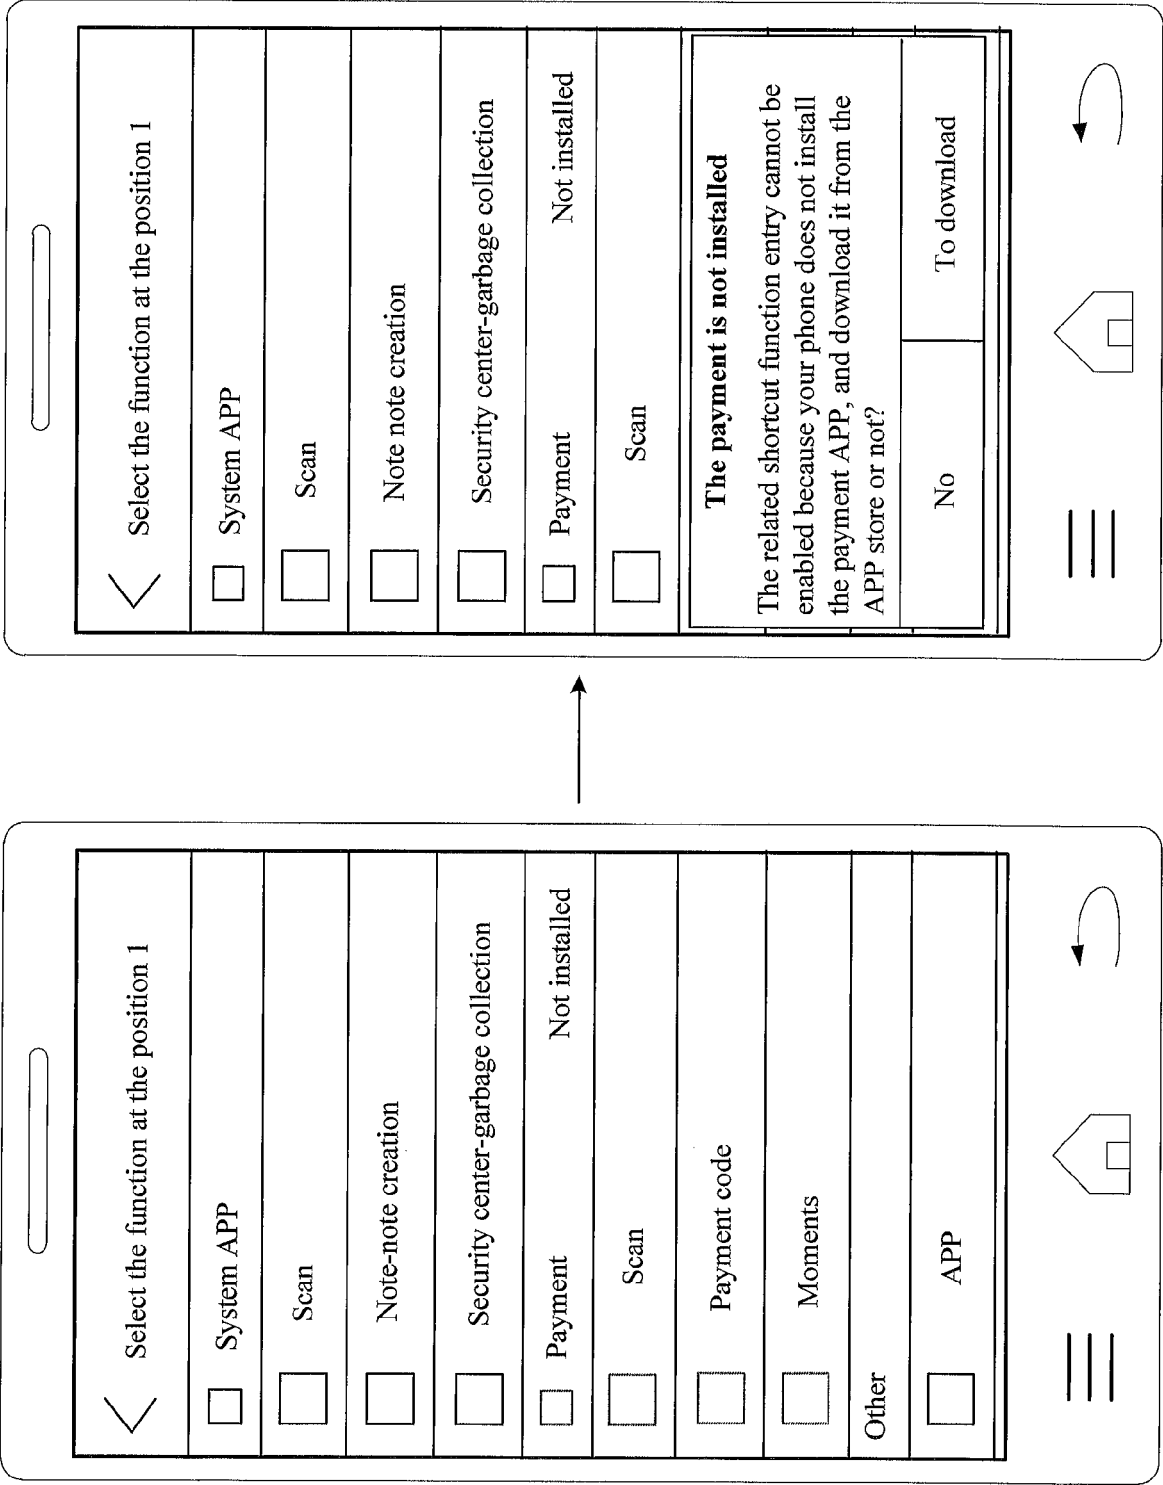 Select the function at the position 1
System APP
Scan
Note-note creation
Security center-garbage collection
Payment Not installed
Scan
Payment code
Moments
Other
APP
Select the function at the position 1
System APP
Scan
Note note creation
Security center-garbage collection
Payment Not installed
Scan
The payment is not installed
The related shortcut function entry cannot be
enabled because your phone does not install
the payment APP, and download it from the
APP store or not?
No To download